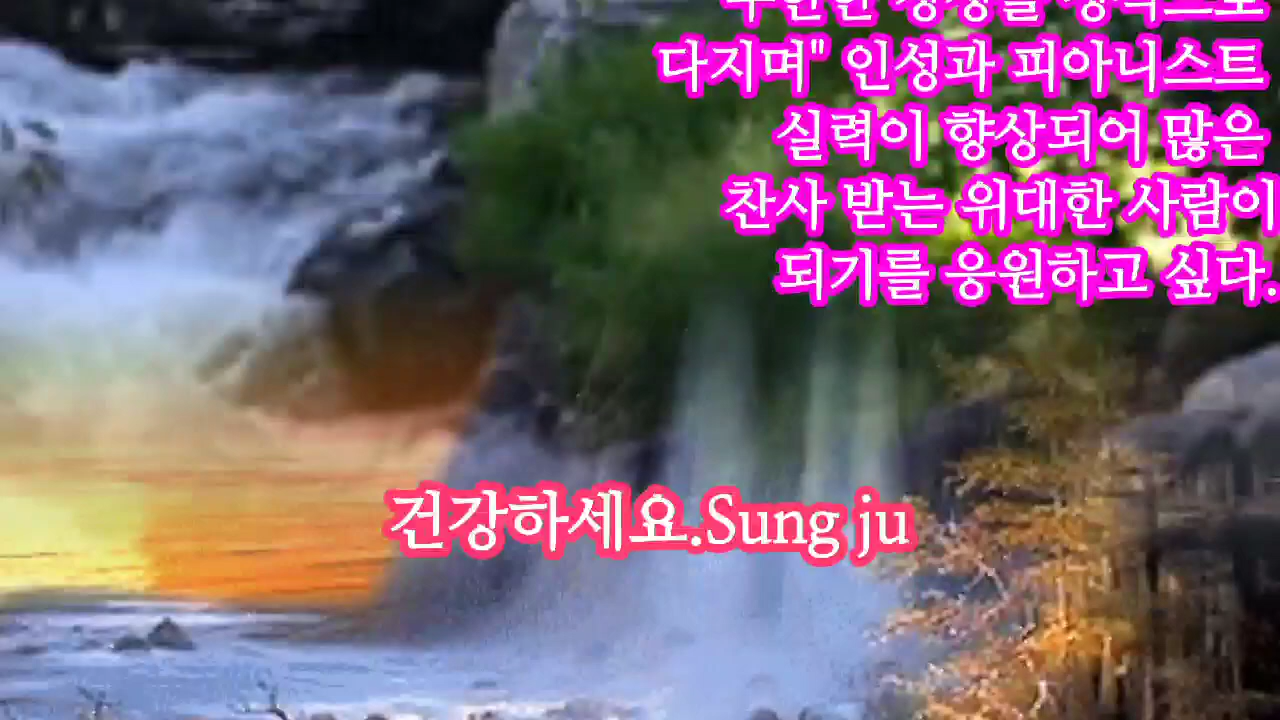 다지며" 인성과 피아니스트
실력이 향상되어 많은
찬사 받는 위대한 사람이
되기를 응원하고 싶다.
건강하세요.Sung ju